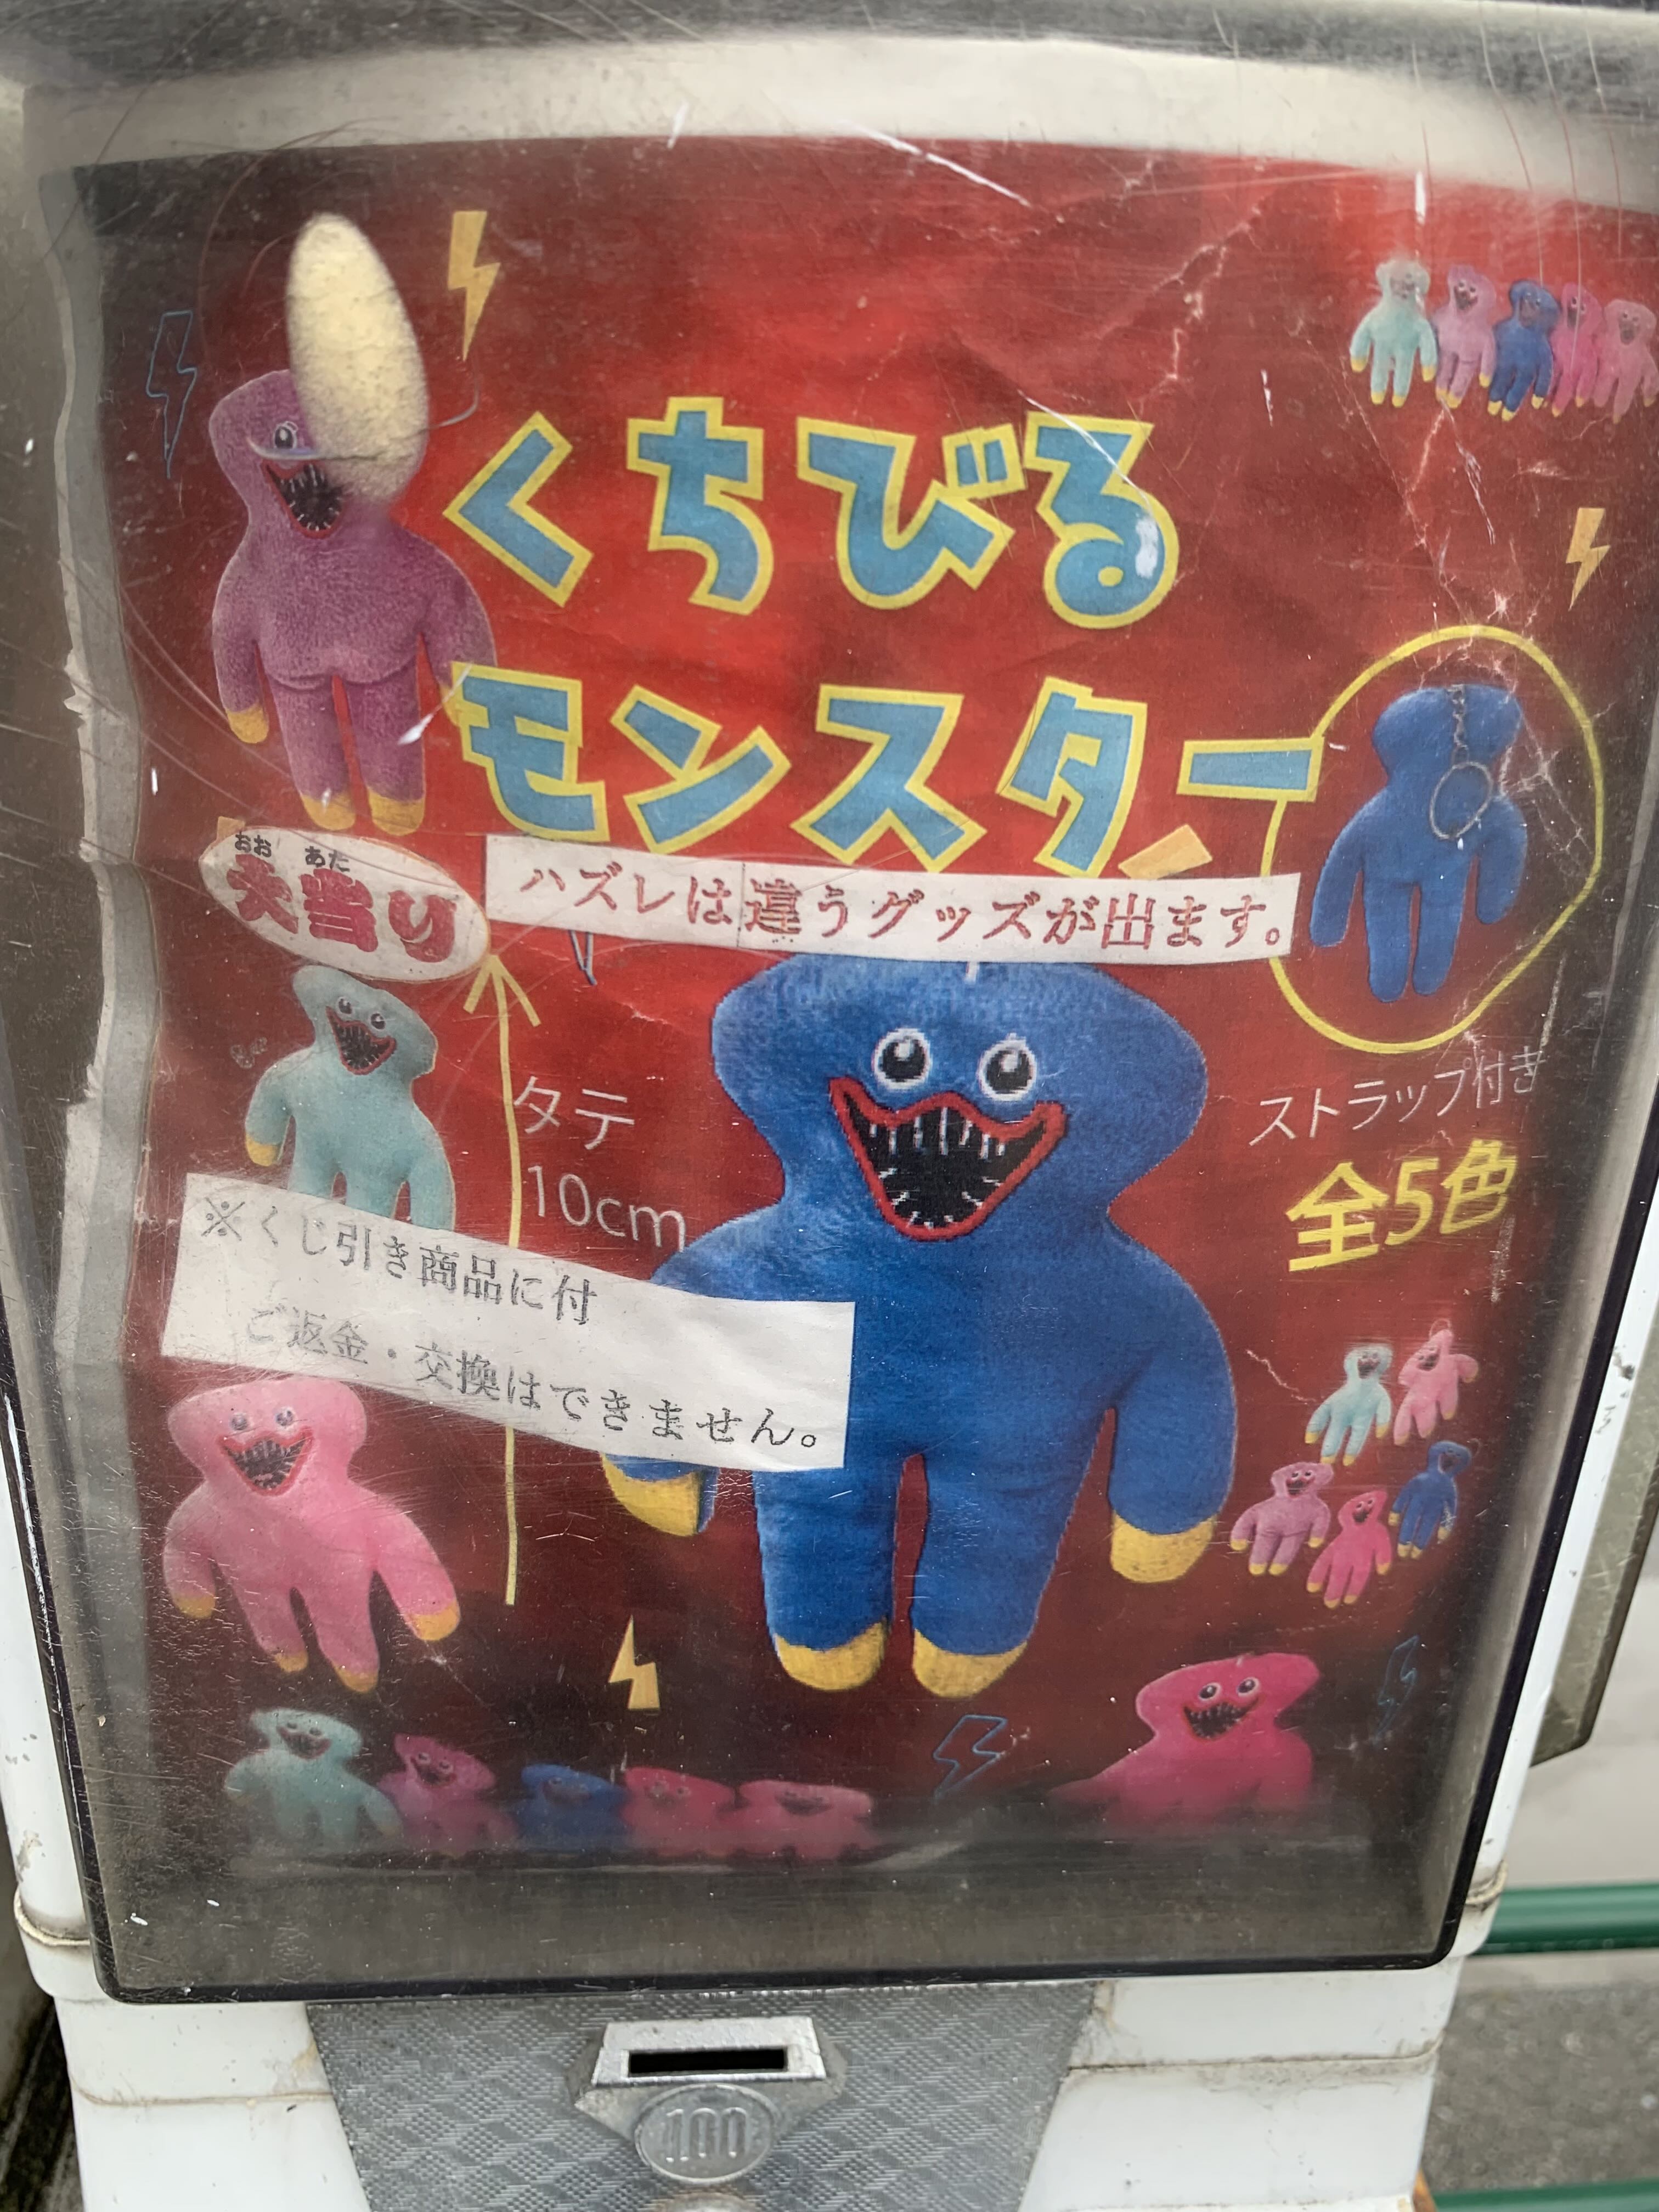 くちびる
モンスター
おお あた
大当り
ハズレは違うグッズが出ます。
タテ
10cm
ストラップ付き
全5色
※くじ引き商品に付
ご返金・交換はできません。
100